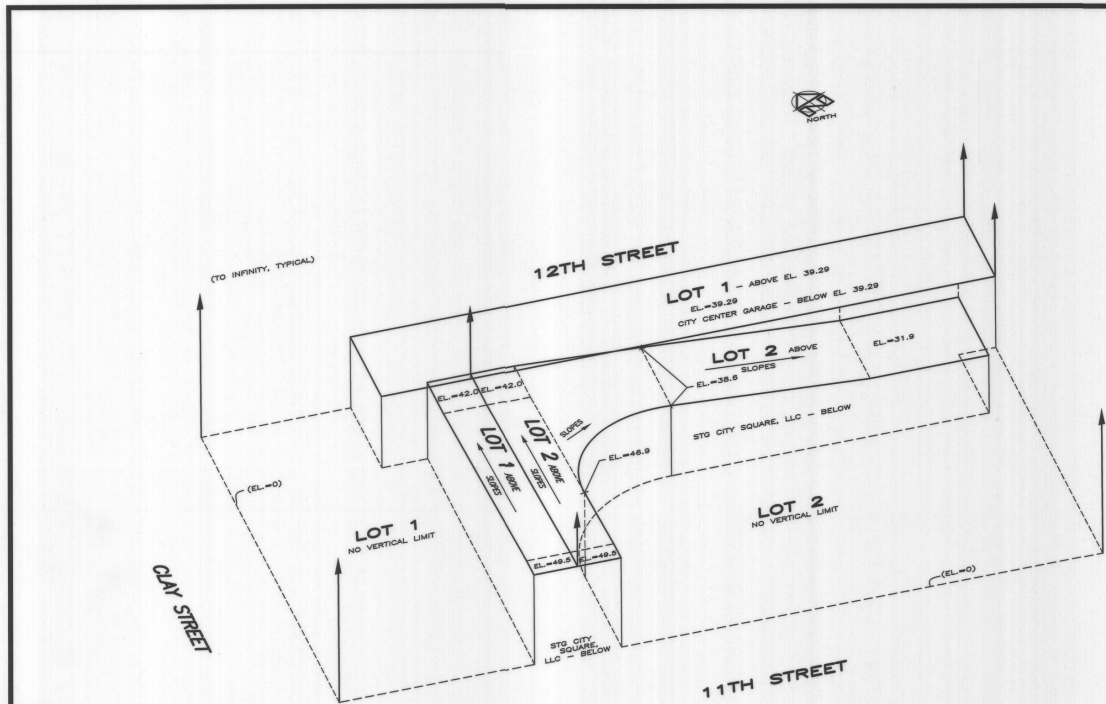 NORTH
(TO INFINITY, TYPICAL)
12TH STREET
LOT 1 - ABOVE EL. 39.29
EL.=39.29
CITY CENTER GARAGE - BELOW EL. 39.29
LOT 2 ABOVE
SLOPES
EL.=31.9
EL.=38.6
EL.=42.0
EL.=42.0
SLOPES
STG CITY SQUARE, LLC - BELOW
LOT 1 ABOVE
SLOPES
LOT 2 ABOVE
SLOPES
EL.=46.9
(EL.=0)
LOT 1
NO VERTICAL LIMIT
LOT 2
NO VERTICAL LIMIT
EL.=49.5
EL.=49.5
(EL.=0)
CLAY STREET
STG CITY
SQUARE,
LLC - BELOW
11TH STREET